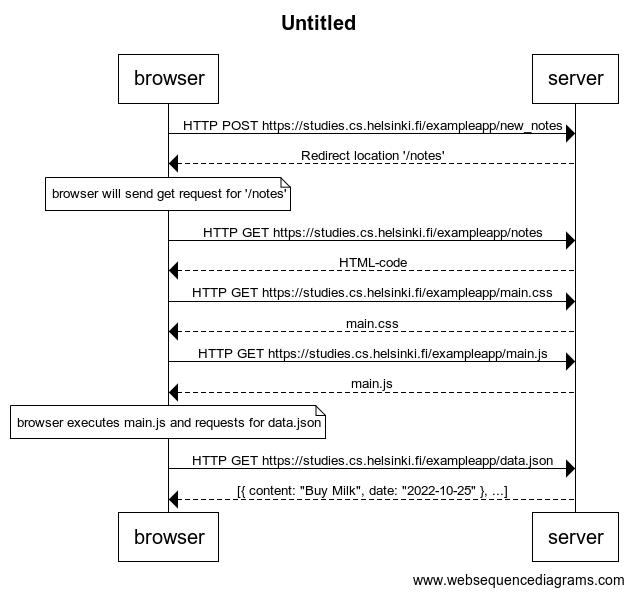 Untitled
browser
server
HTTP POST https://studies.cs.helsinki.fi/exampleapp/new_notes
Redirect location '/notes'
browser will send get request for '/notes'
HTTP GET https://studies.cs.helsinki.fi/exampleapp/notes
HTML-code
HTTP GET https://studies.cs.helsinki.fi/exampleapp/main.css
main.css
HTTP GET https://studies.cs.helsinki.fi/exampleapp/main.js
main.js
browser executes main.js and requests for data.json
HTTP GET https://studies.cs.helsinki.fi/exampleapp/data.json
[{ content: "Buy Milk", date: "2022-10-25" }, ...]
browser
server
www.websequencediagrams.com